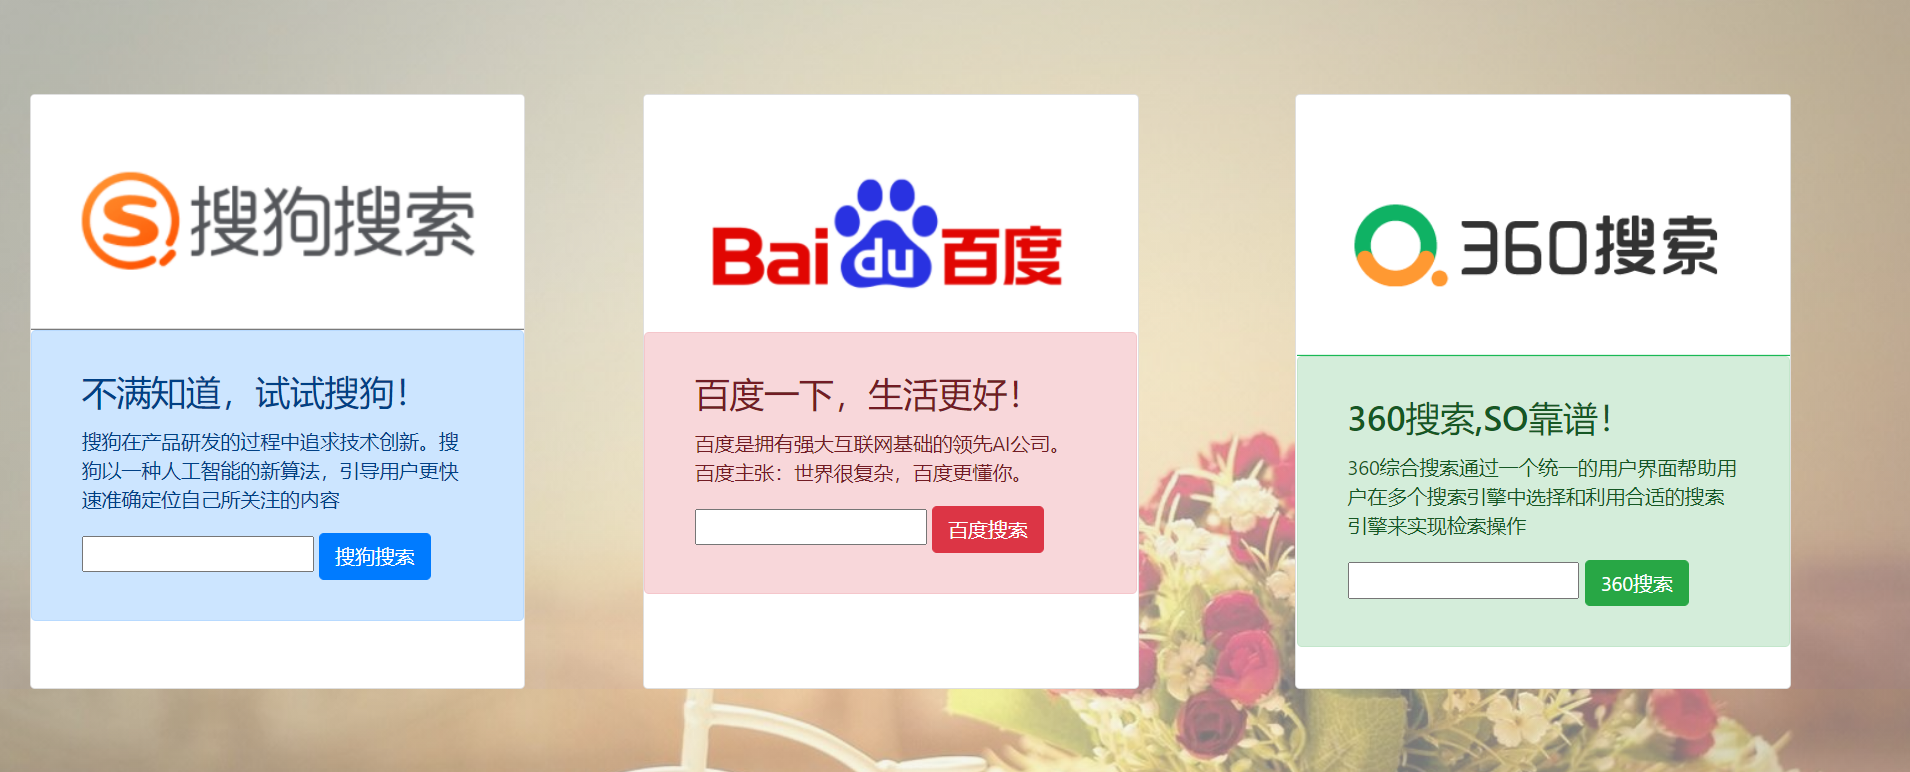 搜狗搜索
不满知道，试试搜狗！
搜狗在产品研发的过程中追求技术创新。搜
狗以一种人工智能的新算法，引导用户更快
速准确定位自己所关注的内容
搜狗搜索
Bai du 百度
百度一下，生活更好！
百度是拥有强大互联网基础的领先AI公司。
百度主张：世界很复杂，百度更懂你。
百度搜索
360搜索
360搜索,SO靠谱！
360综合搜索通过一个统一的用户界面帮助用
户在多个搜索引擎中选择和利用合适的搜索
引擎来实现检索操作
360搜索